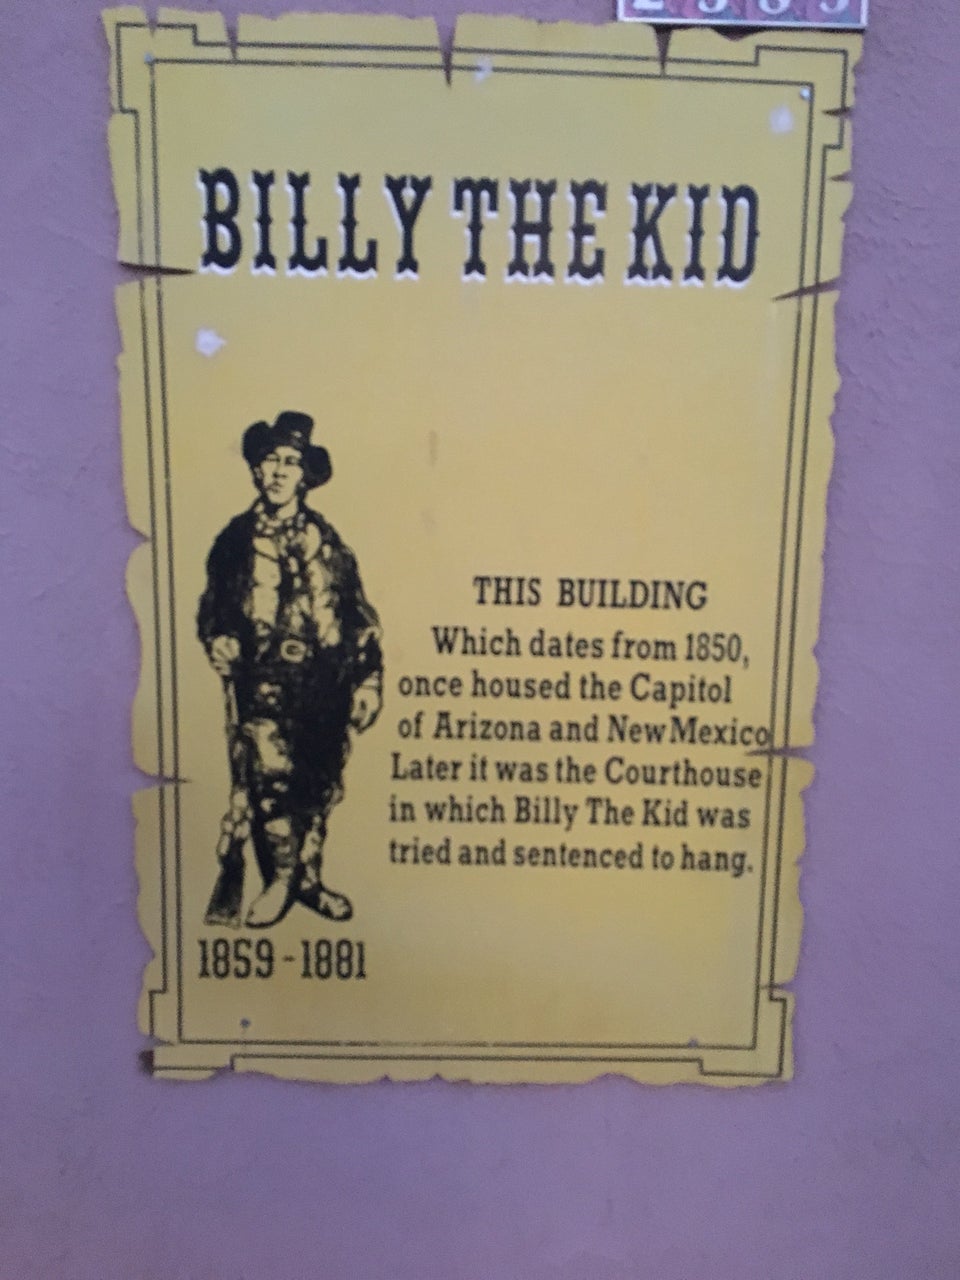 BILLY THE KID
THIS BUILDING
Which dates from 1850,
once housed the Capitol
of Arizona and New Mexico
Later it was the Courthouse
in which Billy The Kid was
tried and sentenced to hang.
1859-1881